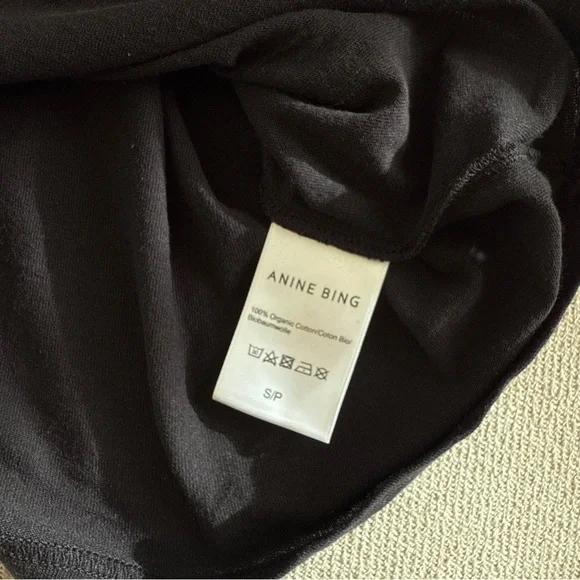 ANINE BING
100% Organic Cotton/Coton Bio/
Biobaumwolle
S/P